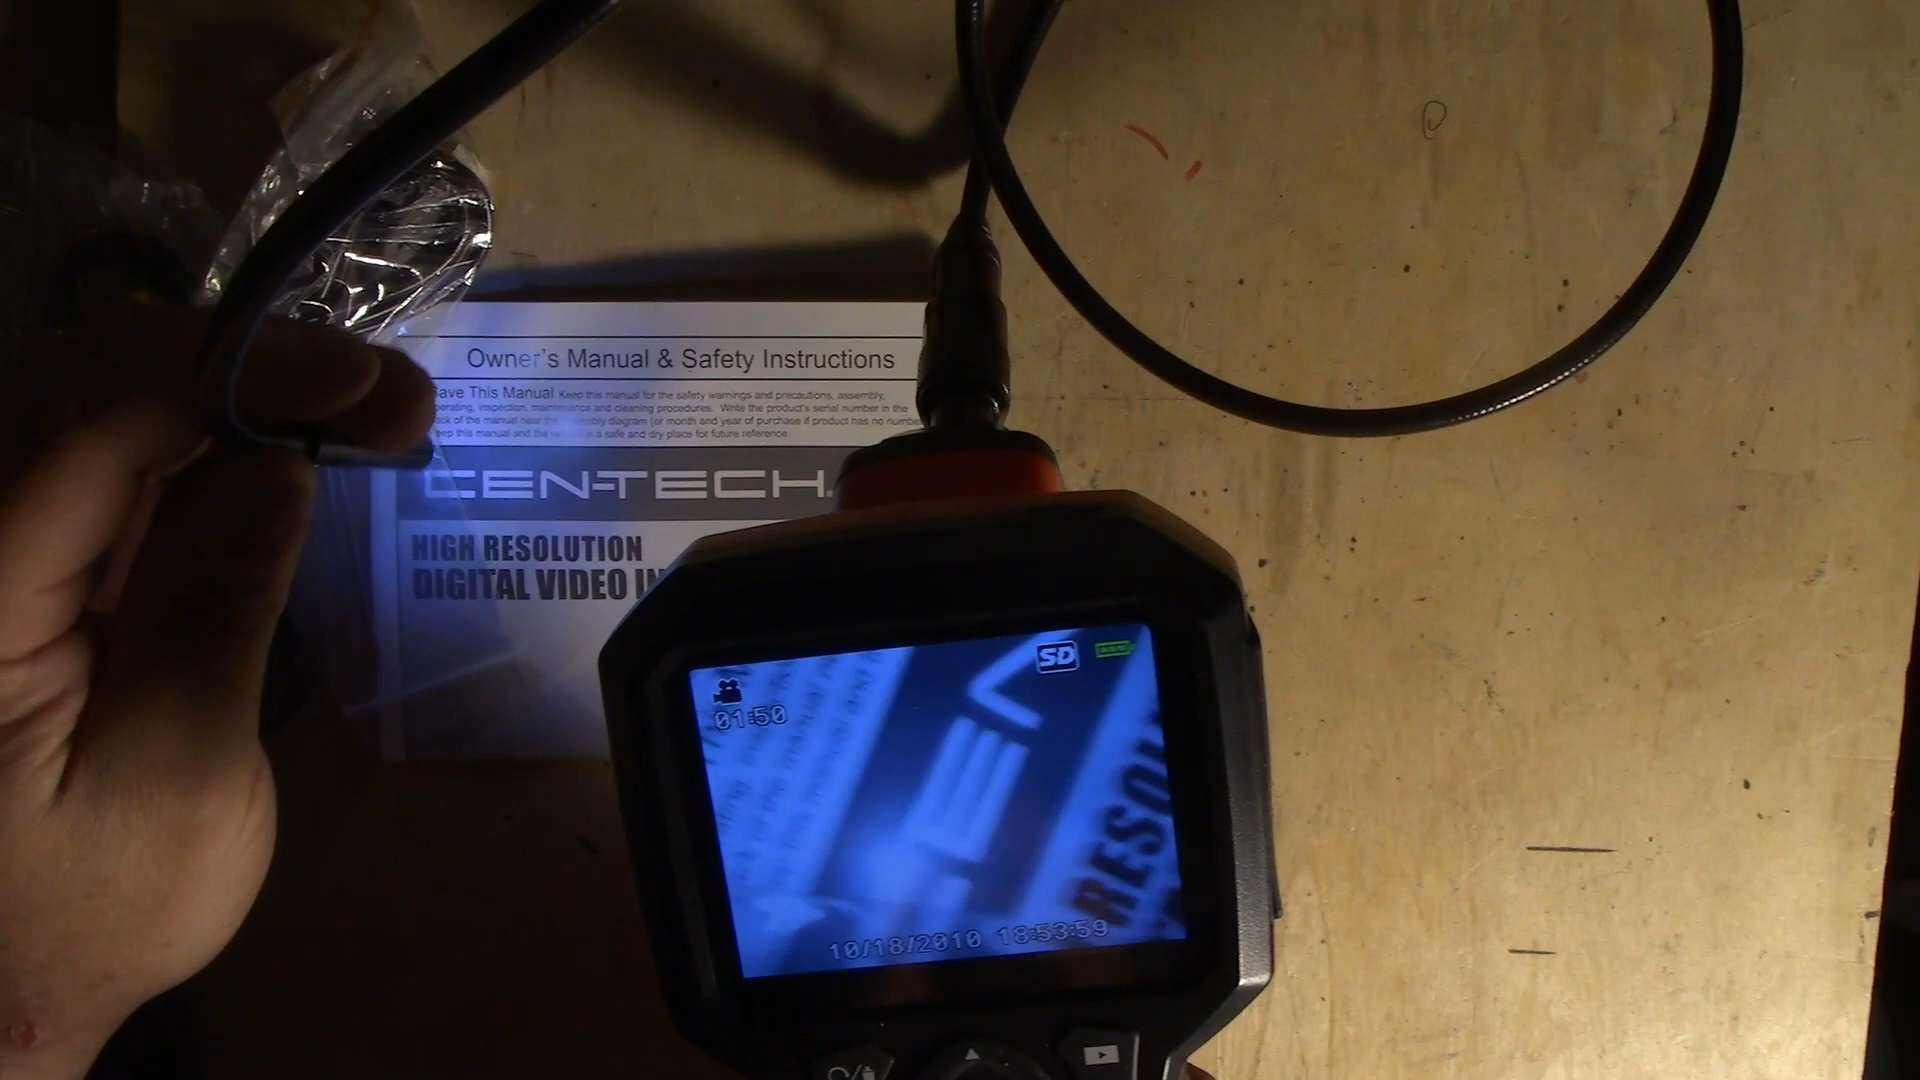 Owner's Manual & Safety Instructions
Save This Manual Keep this manual for the safety warnings and precautions, assembly,
operating, inspection, maintenance and cleaning procedures. Write the product's serial number in the
back of the manual near the assembly diagram (or month and year of purchase if product has no number
Keep this manual and the in a safe and dry place for future reference.
CEN-TECH
HIGH RESOLUTION
DIGITAL VIDEO IN
SD
01:50
EN
RESOL
10/18/2010 18:53:59